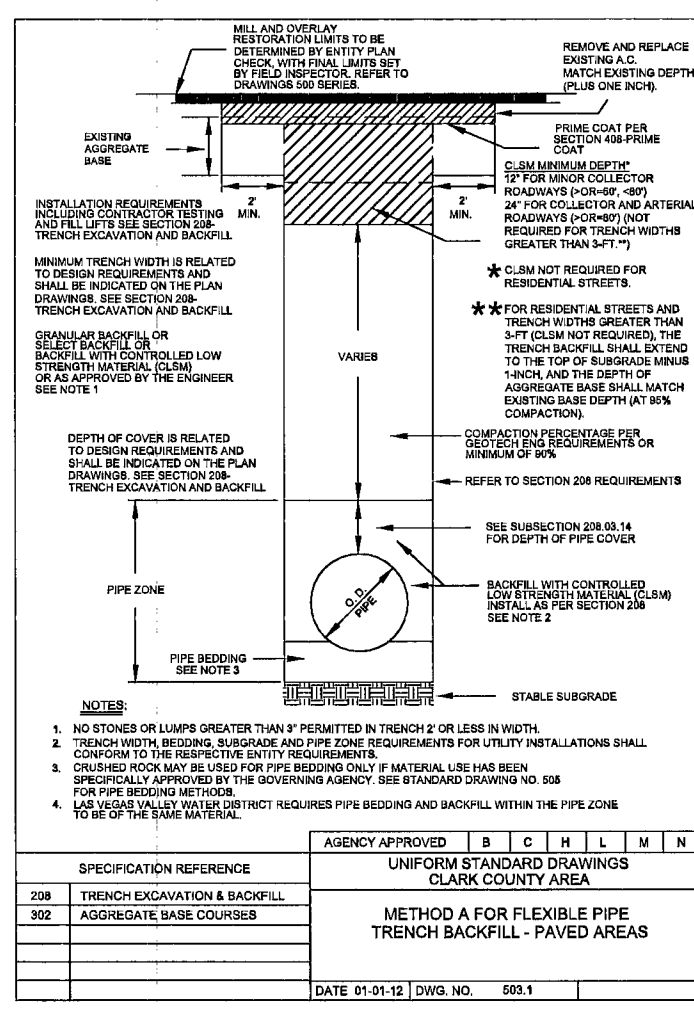 MILL AND OVERLAY
RESTORATION LIMITS TO BE
DETERMINED BY ENTITY PLAN
CHECK, WITH FINAL LIMITS SET
BY FIELD INSPECTOR. REFER TO
DRAWINGS 500 SERIES.
REMOVE AND REPLACE
EXISTING A.C.
MATCH EXISTING DEPTH
(PLUS ONE INCH).
EXISTING
AGGREGATE
BASE
PRIME COAT PER
SECTION 408-PRIME
COAT
2'
MIN.
2'
MIN.
CLSM MINIMUM DEPTH*
12" FOR MINOR COLLECTOR
ROADWAYS (>OR=60', <80')
24" FOR COLLECTOR AND ARTERIAL
ROADWAYS (>OR=80') (NOT
REQUIRED FOR TRENCH WIDTHS
GREATER THAN 3-FT.**)
INSTALLATION REQUIREMENTS
INCLUDING CONTRACTOR TESTING
AND FILL LIFTS SEE SECTION 208-
TRENCH EXCAVATION AND BACKFILL
MINIMUM TRENCH WIDTH IS RELATED
TO DESIGN REQUIREMENTS AND
SHALL BE INDICATED ON THE PLAN
DRAWINGS. SEE SECTION 208-
TRENCH EXCAVATION AND BACKFILL
GRANULAR BACKFILL OR
SELECT BACKFILL OR
BACKFILL WITH CONTROLLED LOW
STRENGTH MATERIAL (CLSM)
OR AS APPROVED BY THE ENGINEER
SEE NOTE 1
* CLSM NOT REQUIRED FOR
RESIDENTIAL STREETS.
** FOR RESIDENTIAL STREETS AND
TRENCH WIDTHS GREATER THAN
3-FT (CLSM NOT REQUIRED), THE
TRENCH BACKFILL SHALL EXTEND
TO THE TOP OF SUBGRADE MINUS
1-INCH, AND THE DEPTH OF
AGGREGATE BASE SHALL MATCH
EXISTING BASE DEPTH (AT 95%
COMPACTION).
VARIES
DEPTH OF COVER IS RELATED
TO DESIGN REQUIREMENTS AND
SHALL BE INDICATED ON THE PLAN
DRAWINGS. SEE SECTION 208-
TRENCH EXCAVATION AND BACKFILL
COMPACTION PERCENTAGE PER
GEOTECH ENG REQUIREMENTS OR
MINIMUM OF 90%
REFER TO SECTION 208 REQUIREMENTS
SEE SUBSECTION 208.03.14
FOR DEPTH OF PIPE COVER
PIPE ZONE
O. D.
PIPE
BACKFILL WITH CONTROLLED
LOW STRENGTH MATERIAL (CLSM)
INSTALL AS PER SECTION 208
SEE NOTE 2
PIPE BEDDING
SEE NOTE 3
STABLE SUBGRADE
NOTES:
1. NO STONES OR LUMPS GREATER THAN 3" PERMITTED IN TRENCH 2' OR LESS IN WIDTH.
2. TRENCH WIDTH, BEDDING, SUBGRADE AND PIPE ZONE REQUIREMENTS FOR UTILITY INSTALLATIONS SHALL
CONFORM TO THE RESPECTIVE ENTITY REQUIREMENTS.
3. CRUSHED ROCK MAY BE USED FOR PIPE BEDDING ONLY IF MATERIAL USE HAS BEEN
SPECIFICALLY APPROVED BY THE GOVERNING AGENCY. SEE STANDARD DRAWING NO. 505
FOR PIPE BEDDING METHODS.
4. LAS VEGAS VALLEY WATER DISTRICT REQUIRES PIPE BEDDING AND BACKFILL WITHIN THE PIPE ZONE
TO BE OF THE SAME MATERIAL.
AGENCY APPROVED B C H L M N
SPECIFICATION REFERENCE
208 TRENCH EXCAVATION & BACKFILL
302 AGGREGATE BASE COURSES
UNIFORM STANDARD DRAWINGS
CLARK COUNTY AREA
METHOD A FOR FLEXIBLE PIPE
TRENCH BACKFILL - PAVED AREAS
DATE 01-01-12 DWG. NO. 503.1